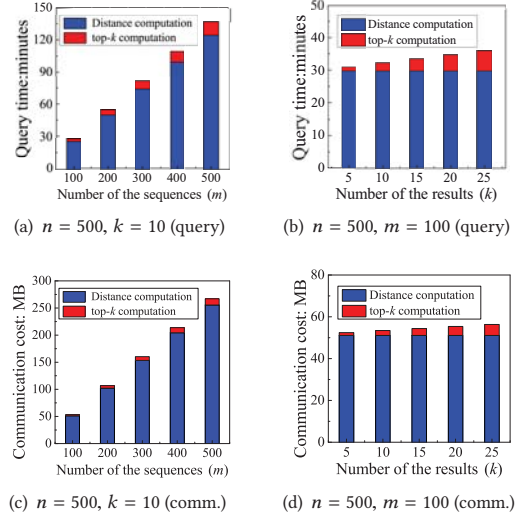 150
120
90
60
30
0
Query time:minutes
Distance computation
top-k computation
100 200 300 400 500
Number of the sequences (m)
(a) n = 500, k = 10 (query)
50
40
30
20
10
0
Query time:minutes
Distance computation
top-k computation
5 10 15 20 25
Number of the results (k)
(b) n = 500, m = 100 (query)
300
250
200
150
100
50
0
Communication cost: MB
Distance computation
top-k computation
100 200 300 400 500
Number of the sequences (m)
(c) n = 500, k = 10 (comm.)
80
60
40
20
0
Communication cost: MB
Distance computation
top-k computation
5 10 15 20 25
Number of the results (k)
(d) n = 500, m = 100 (comm.)